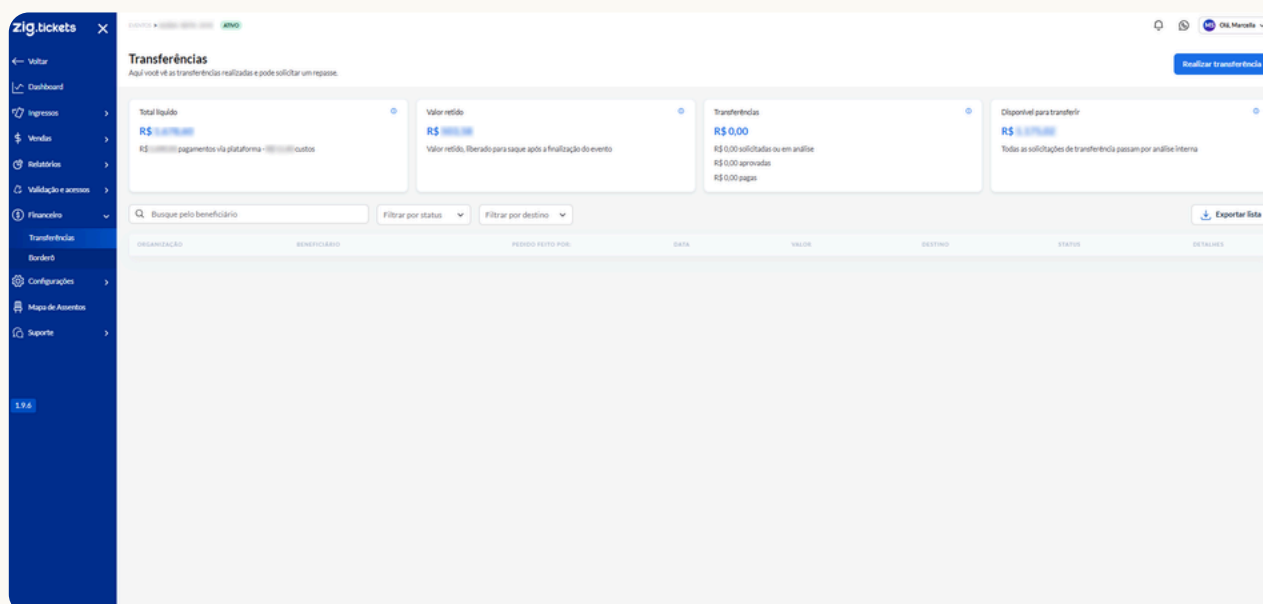 zig.tickets
EVENTOS ATIVO
Olá, Marcella
MS
Voltar
Dashboard
Ingressos
Vendas
Relatórios
Validação e acessos
Financeiro
Transferências
Borderô
Configurações
Mapa de Assentos
Suporte
1.9.6
Transferências
Aqui você vê as transferências realizadas e pode solicitar um repasse.
Realizar transferência
Total líquido
R$
R$ pagamentos via plataforma - R$ custos
Valor retido
R$
Valor retido, liberado para saque após a finalização do evento
Transferências
R$ 0,00
R$ 0,00 solicitadas ou em análise
R$ 0,00 aprovadas
R$ 0,00 pagas
Disponível para transferir
R$
Todas as solicitações de transferência passam por análise interna
Busque pelo beneficiário
Filtrar por status
Filtrar por destino
Exportar lista
ORGANIZAÇÃO BENEFICIÁRIO PEDIDO FEITO POR: DATA VALOR DESTINO STATUS DETALHES